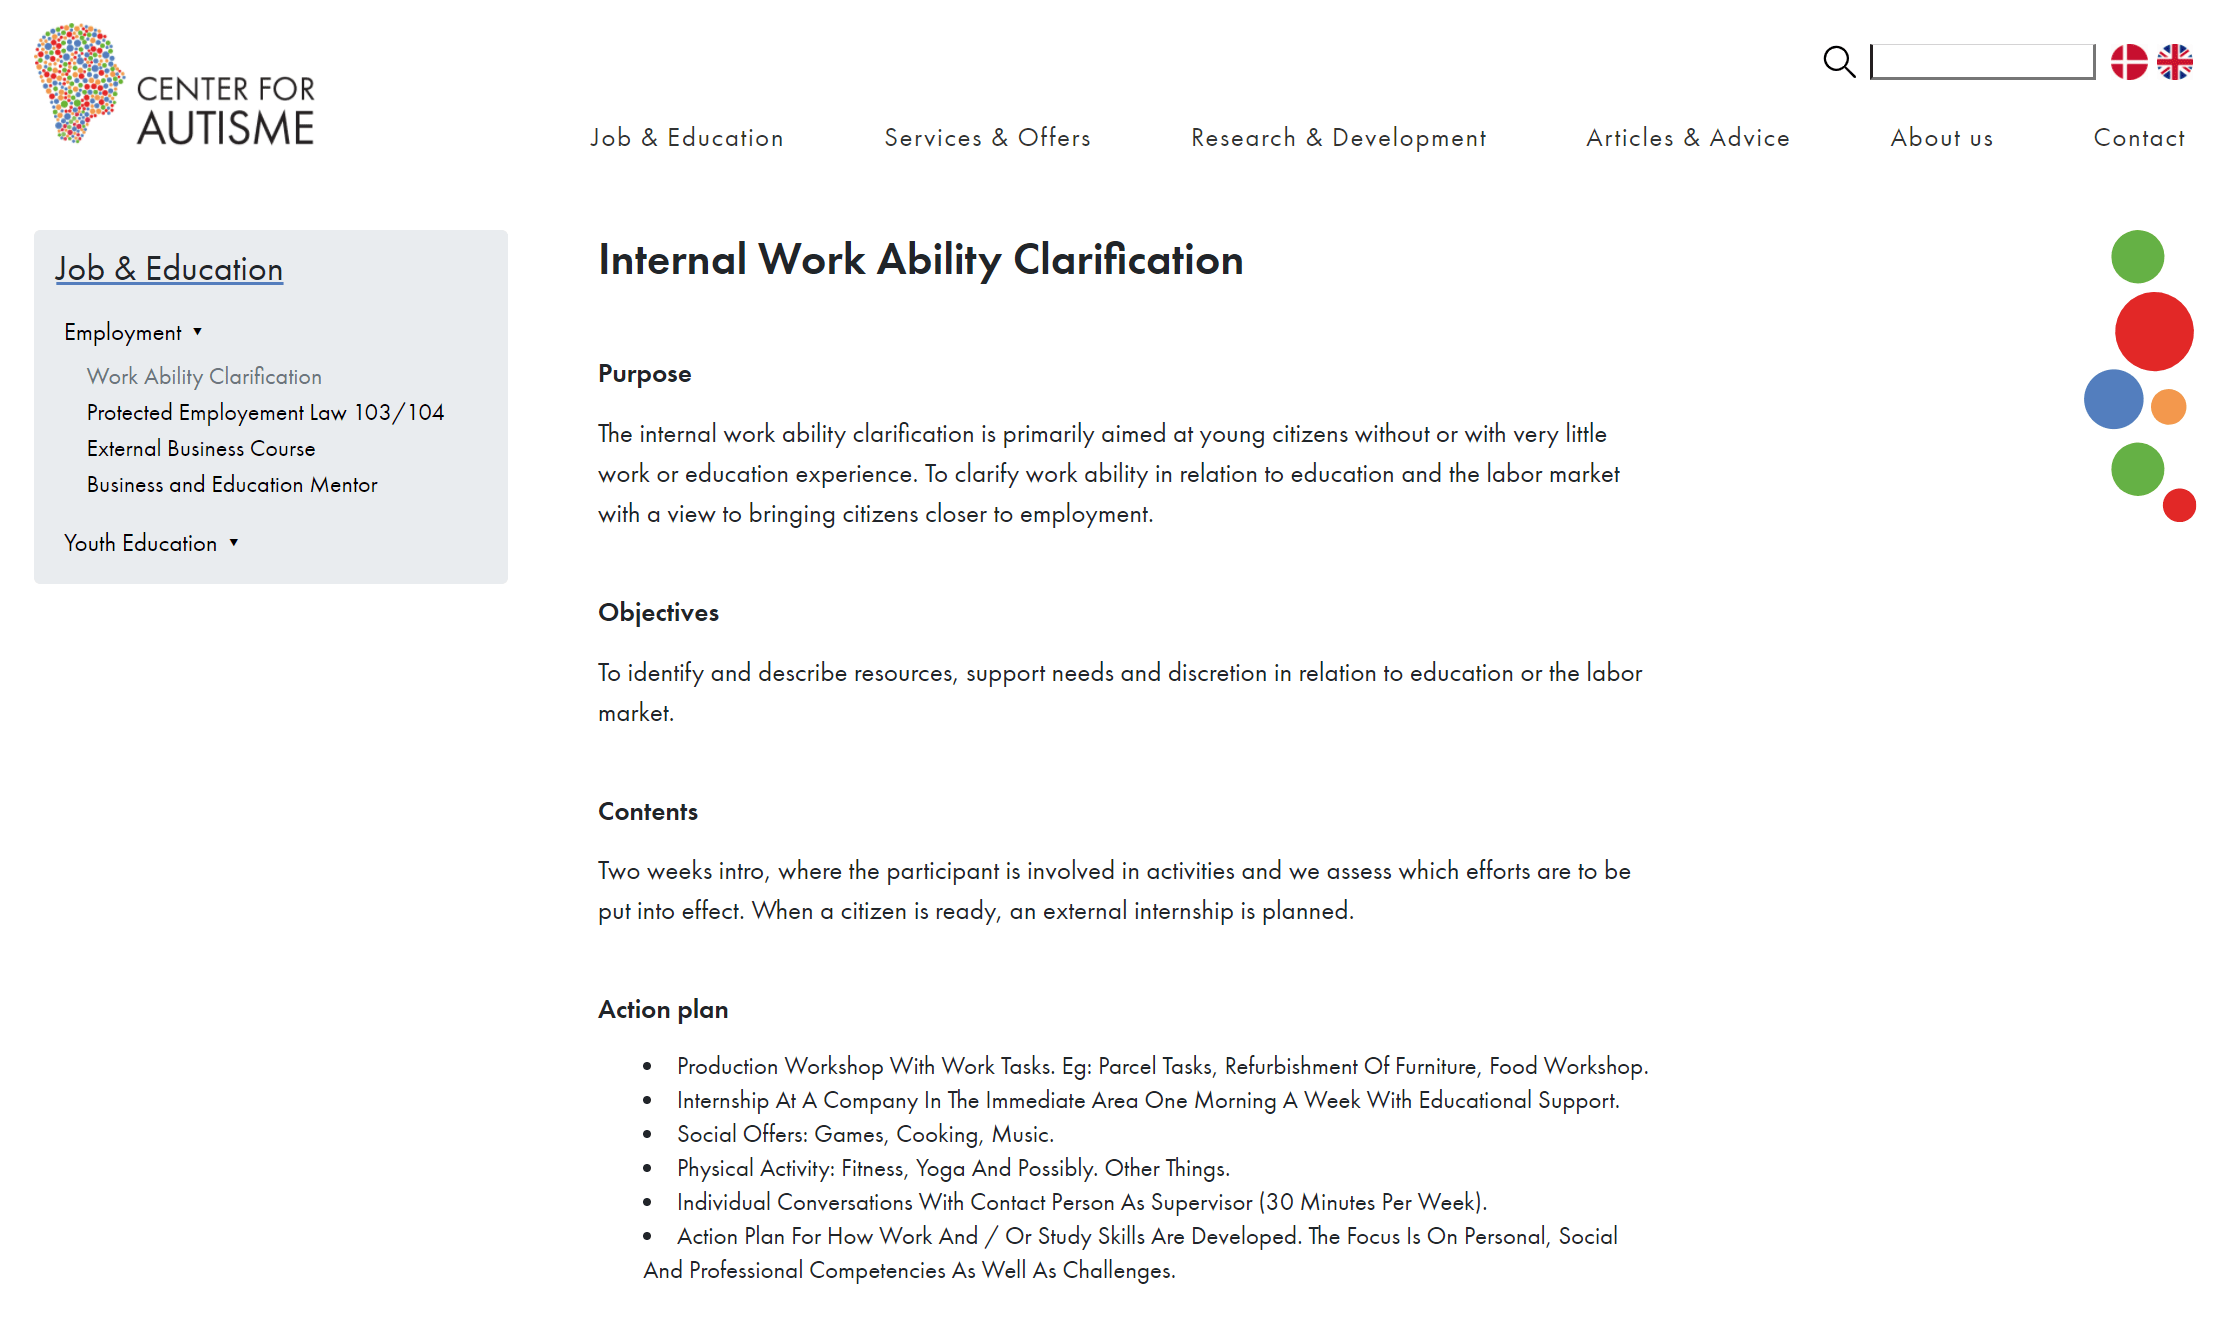 CENTER FOR
AUTISME
Job & Education
Services & Offers
Research & Development
Articles & Advice
About us
Contact
Job & Education
Employment ▼
Work Ability Clarification
Protected Employement Law 103/104
External Business Course
Business and Education Mentor
Youth Education ▼
Internal Work Ability Clarification
Purpose
The internal work ability clarification is primarily aimed at young citizens without or with very little
work or education experience. To clarify work ability in relation to education and the labor market
with a view to bringing citizens closer to employment.
Objectives
To identify and describe resources, support needs and discretion in relation to education or the labor
market.
Contents
Two weeks intro, where the participant is involved in activities and we assess which efforts are to be
put into effect. When a citizen is ready, an external internship is planned.
Action plan
• Production Workshop With Work Tasks. Eg: Parcel Tasks, Refurbishment Of Furniture, Food Workshop.
• Internship At A Company In The Immediate Area One Morning A Week With Educational Support.
• Social Offers: Games, Cooking, Music.
• Physical Activity: Fitness, Yoga And Possibly. Other Things.
• Individual Conversations With Contact Person As Supervisor (30 Minutes Per Week).
• Action Plan For How Work And / Or Study Skills Are Developed. The Focus Is On Personal, Social
And Professional Competencies As Well As Challenges.